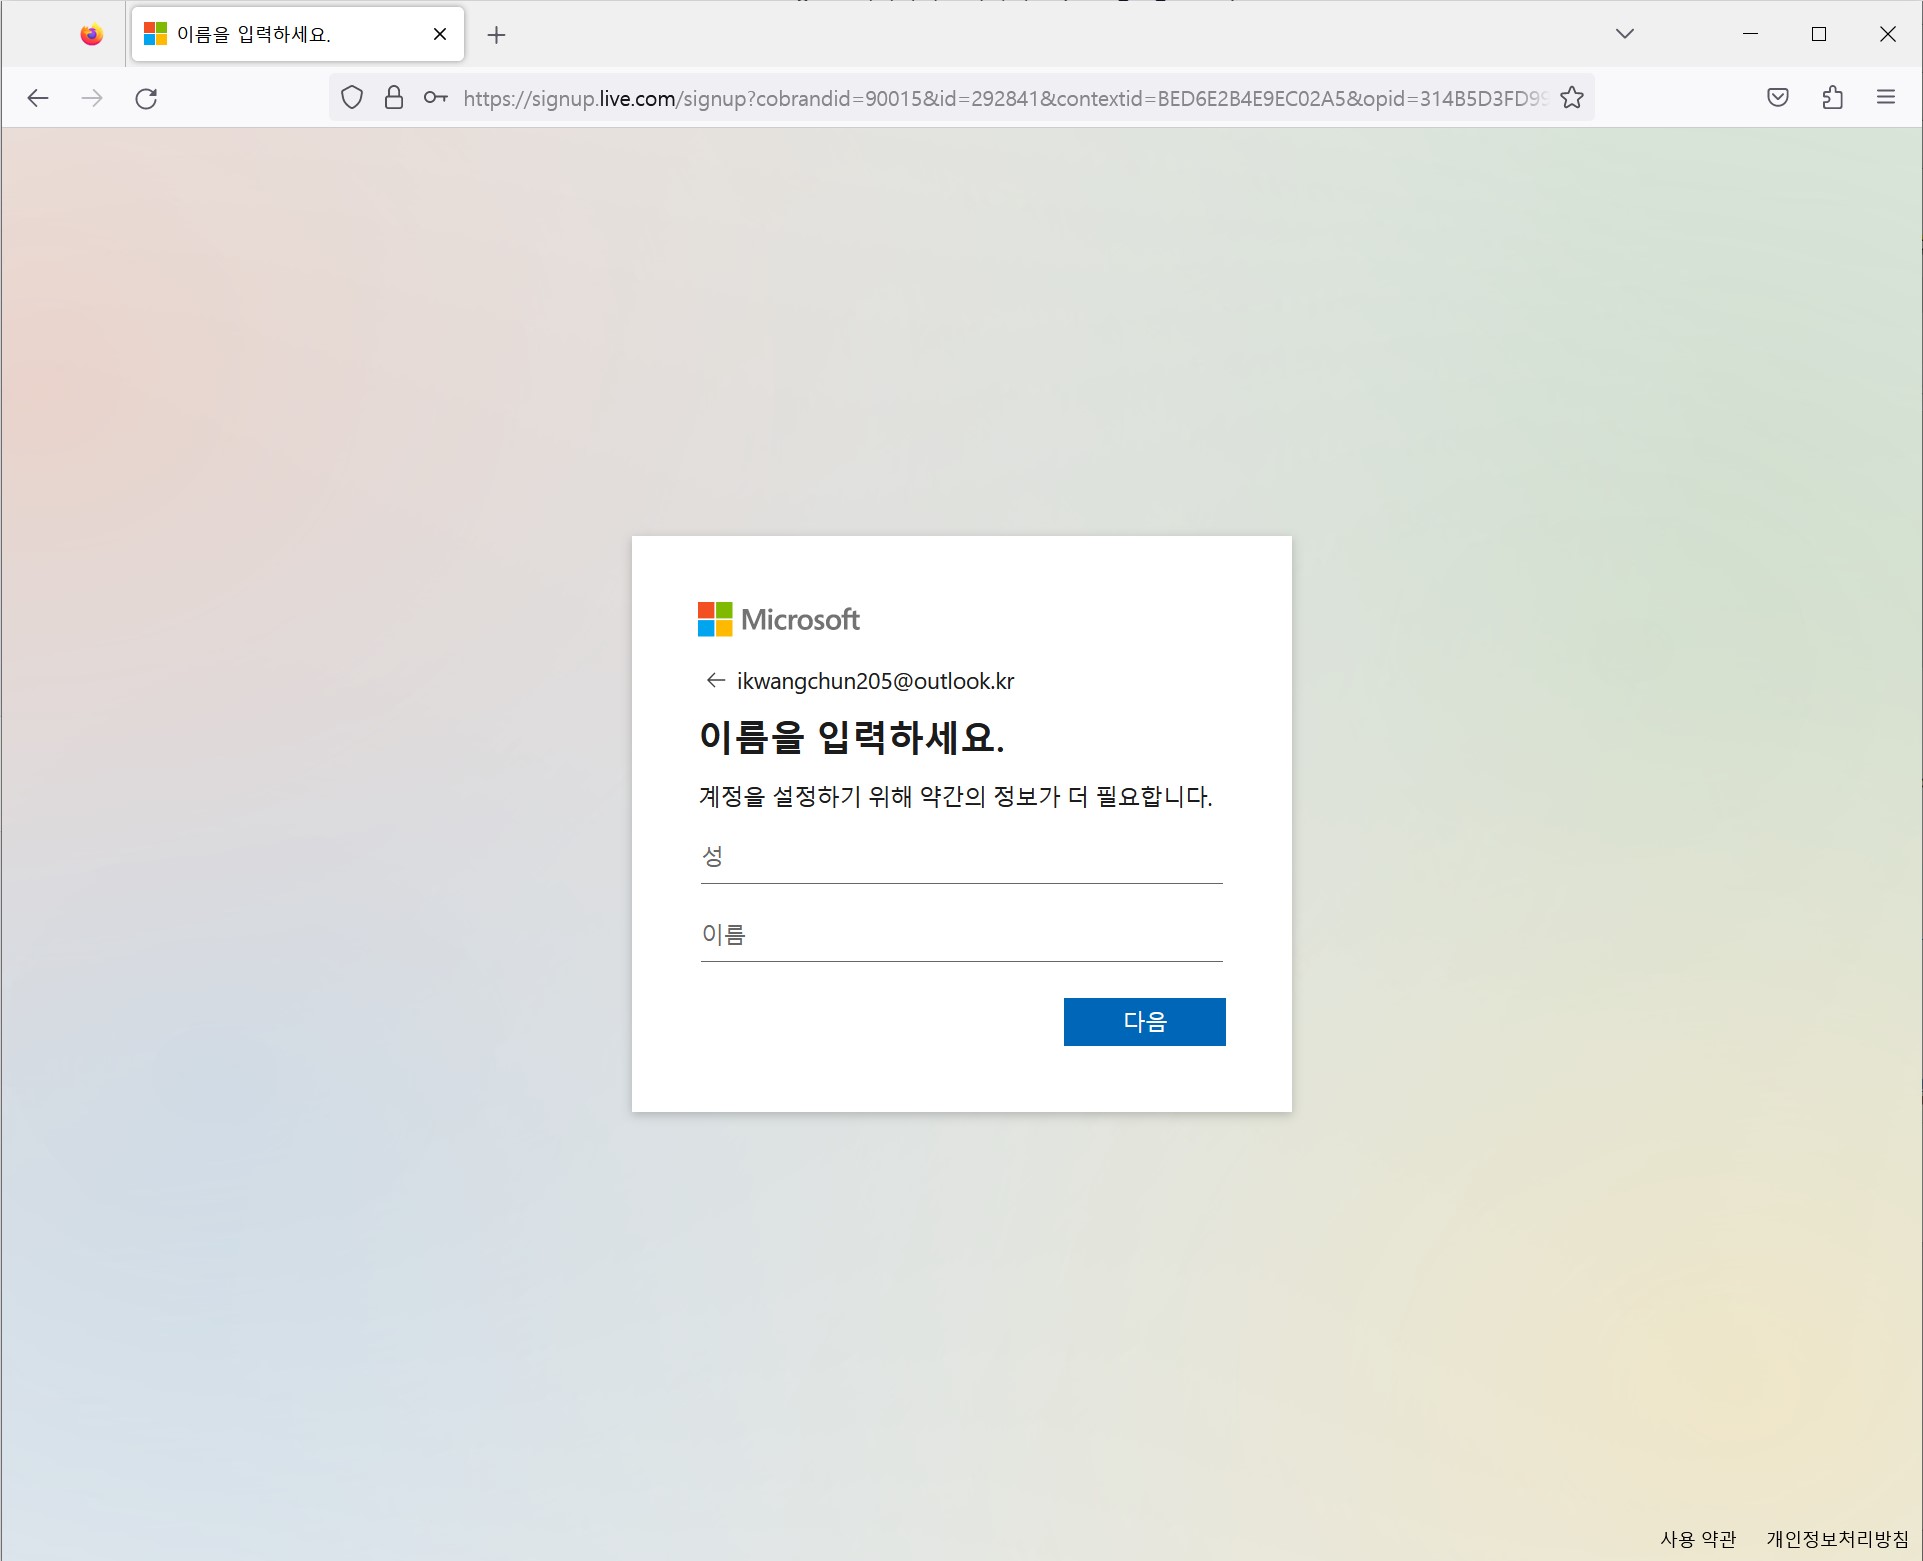 이름을 입력하세요.
https://signup.live.com/signup?cobrandid=90015&id=292841&contextid=BED6E2B4E9EC02A5&opid=314B5D3FD99
Microsoft
ikwangchun205@outlook.kr
이름을 입력하세요.
계정을 설정하기 위해 약간의 정보가 더 필요합니다.
성
이름
다음
사용 약관 개인정보처리방침